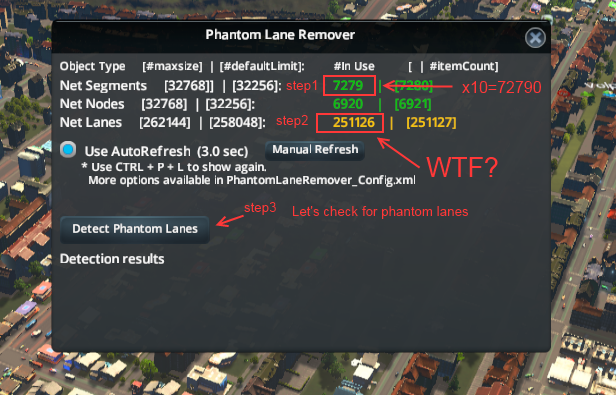 Phantom Lane Remover
Object Type [#maxsize] | [#defaultLimit]: #In Use [ | #itemCount]
Net Segments [32768]] | [32256]: step1 7279 | [7280] x10=72790
Net Nodes [32768] | [32256]: 6920 | [6921]
Net Lanes [262144] | [258048]: step2 251126 | [251127]
Use AutoRefresh (3.0 sec) Manual Refresh
WTF?
* Use CTRL + P + L to show again.
More options available in PhantomLaneRemover_Config.xml
step3 Let's check for phantom lanes
Detect Phantom Lanes
Detection results